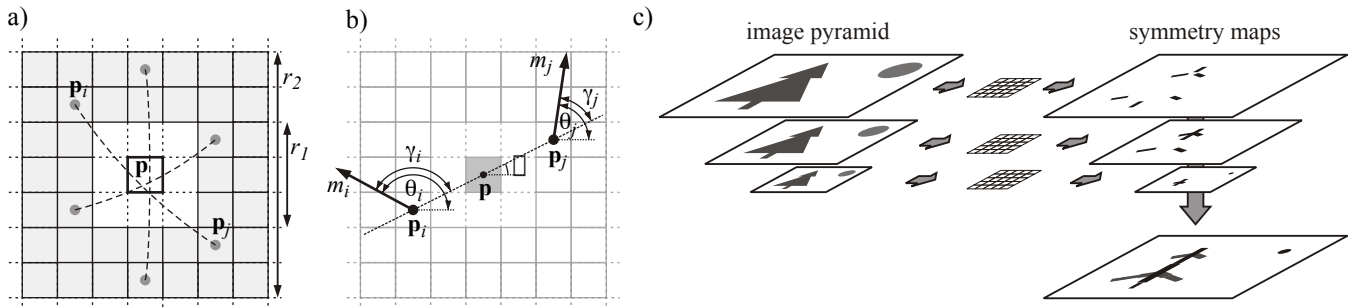 a)
p_i
p
p_j
r_2
r_1
b)
m_j
γ_j
θ_j
p_j
γ_i
θ_i
m_i
p
p_i
c)
image pyramid
symmetry maps